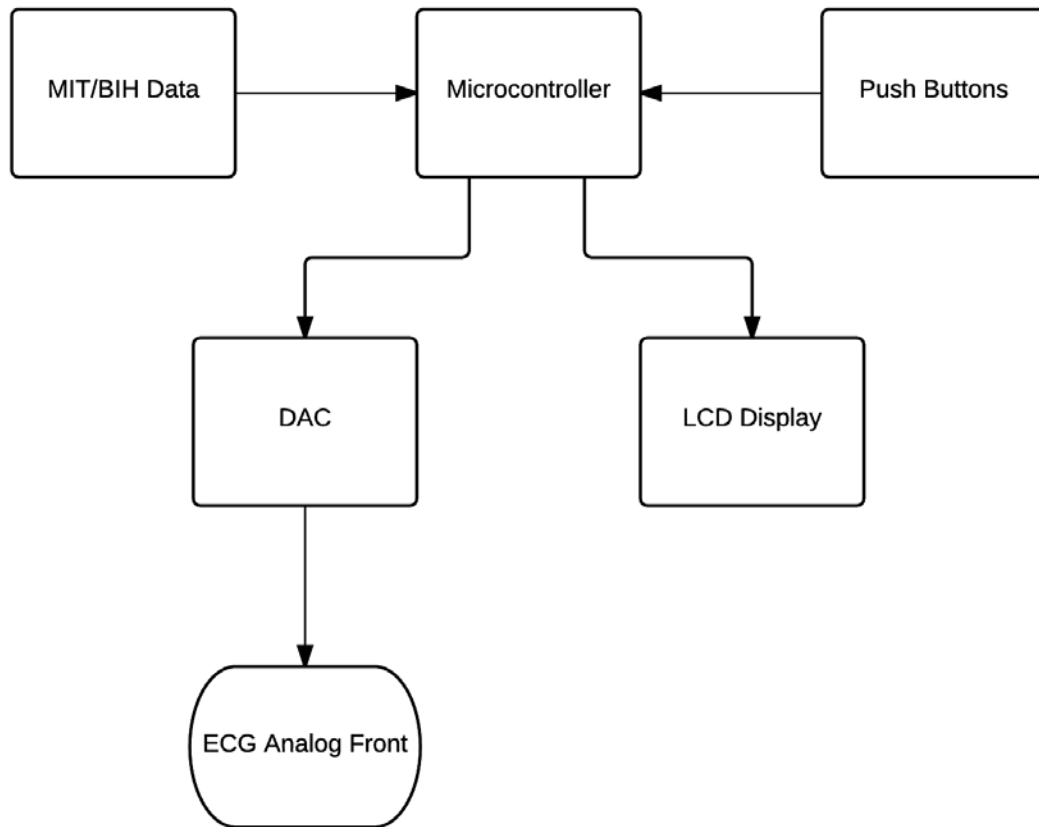 MIT/BIH Data
Microcontroller
Push Buttons
DAC
LCD Display
ECG Analog Front